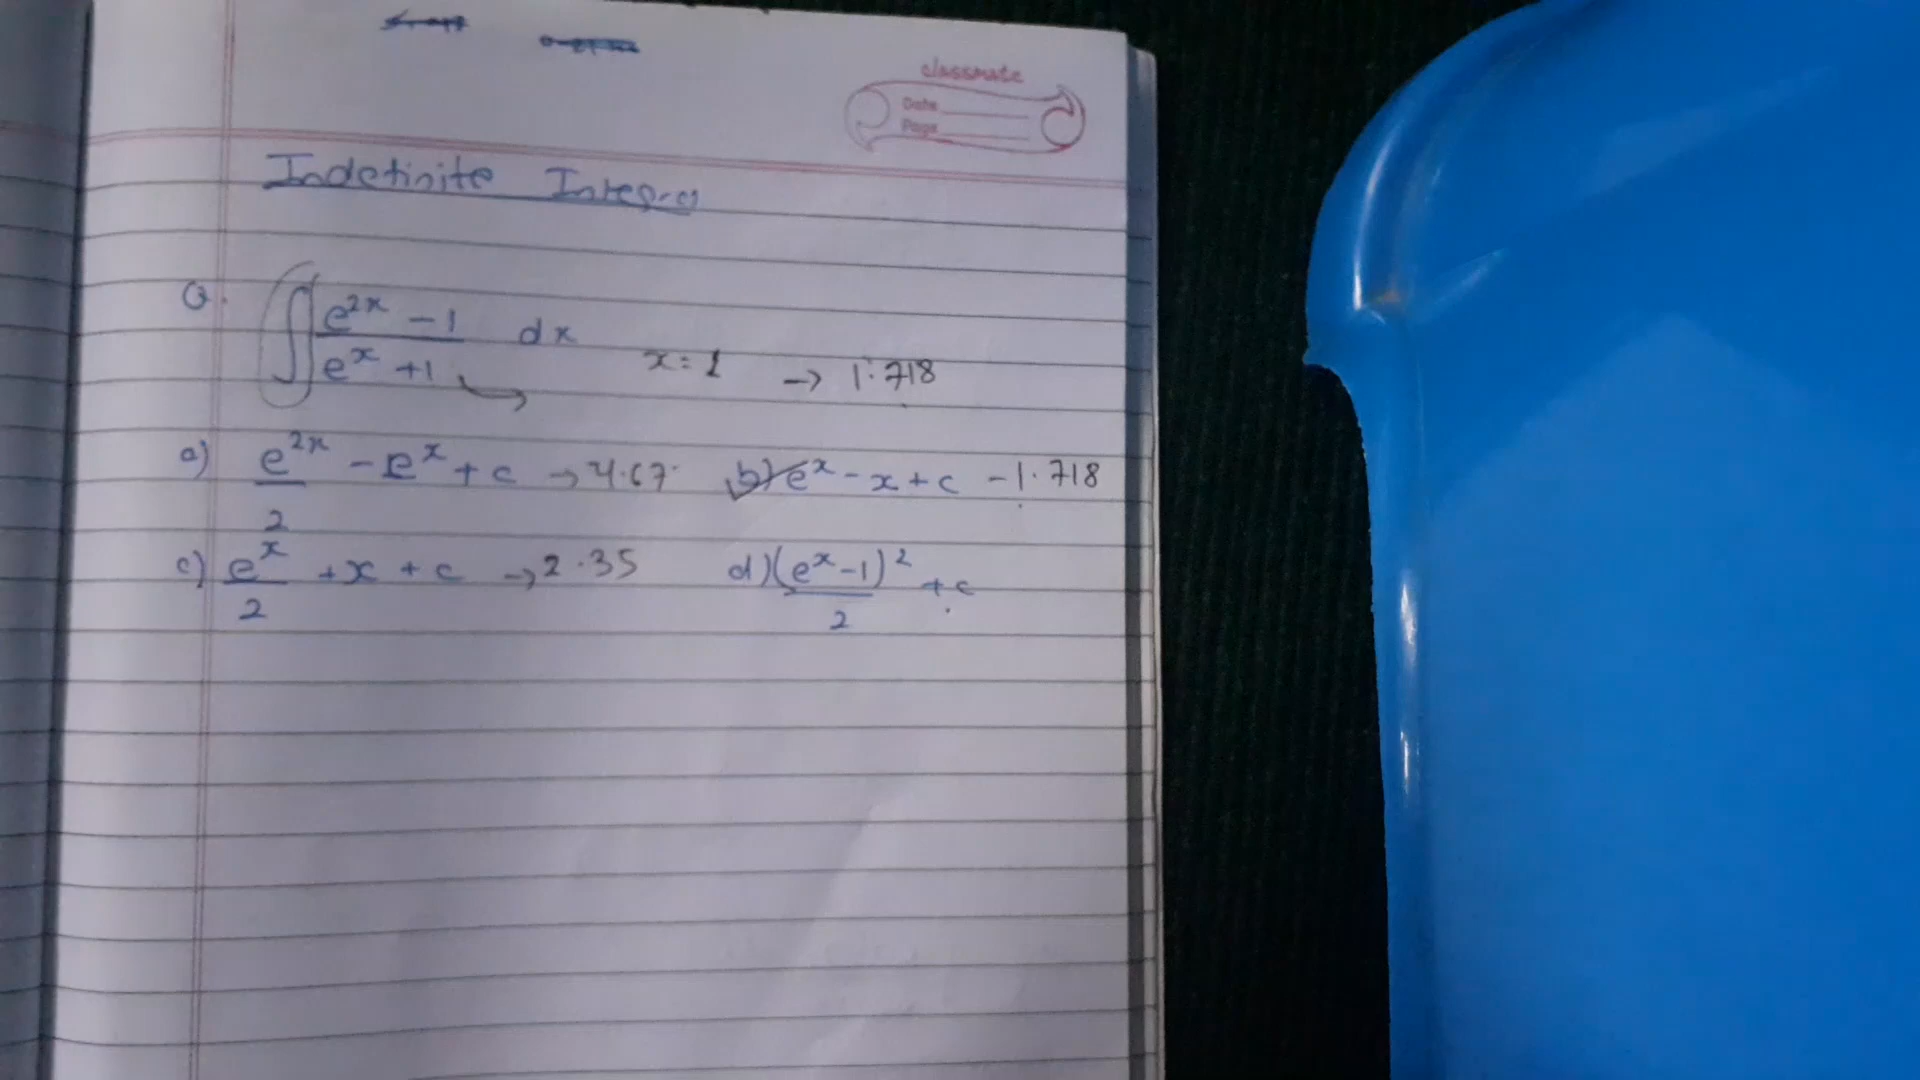 classmate
Date
Page
Indefinite Integra
Q. ∫ (e^2x - 1)/(e^x + 1) dx x = 1 → 1.718
a) e^2x/2 - e^x + c → 4.67 b) e^x - x + c - 1.718
c) e^x/2 + x + c → 2.35 d) (e^x - 1)^2/2 + c